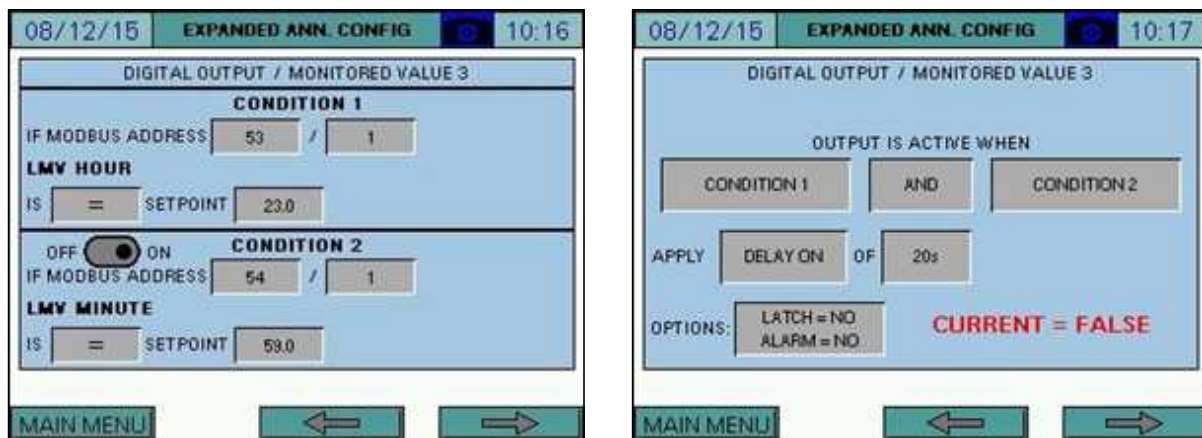 08/12/15 EXPANDED ANN. CONFIG 10:16
DIGITAL OUTPUT / MONITORED VALUE 3
CONDITION 1
IF MODBUS ADDRESS 53 / 1
LMV HOUR
IS = SETPOINT 23.0
OFF ON CONDITION 2
IF MODBUS ADDRESS 54 / 1
LMV MINUTE
IS = SETPOINT 59.0
MAIN MENU
08/12/15 EXPANDED ANN. CONFIG 10:17
DIGITAL OUTPUT / MONITORED VALUE 3
OUTPUT IS ACTIVE WHEN
CONDITION 1 AND CONDITION 2
APPLY DELAY ON OF 20s
OPTIONS: LATCH = NO
ALARM = NO
CURRENT = FALSE
MAIN MENU